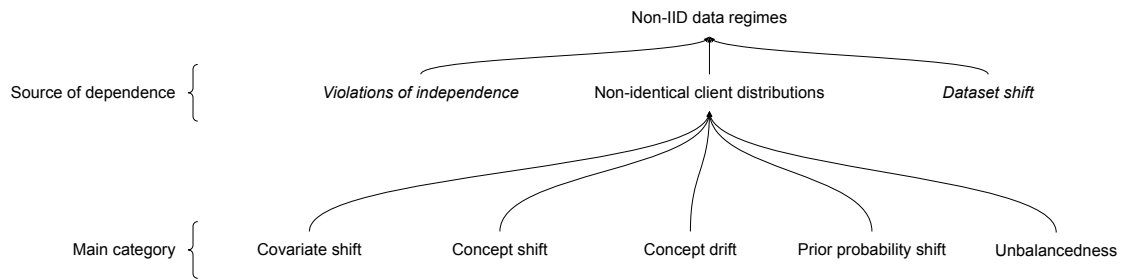 Non-IID data regimes
Source of dependence
Violations of independence
Non-identical client distributions
Dataset shift
Main category
Covariate shift
Concept shift
Concept drift
Prior probability shift
Unbalancedness